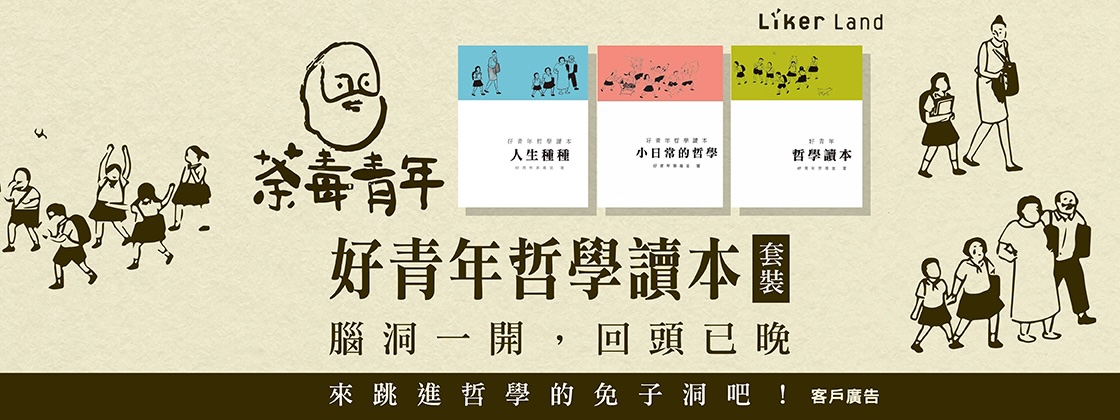 Liker Land
荼毒青年
好青年哲學讀本
人生種種
好青年哲學讀本
小日常的哲學
好青年
哲學讀本
好青年哲學讀本 套裝
腦洞一開，回頭已晚
來跳進哲學的兔子洞吧！ 客戶廣告